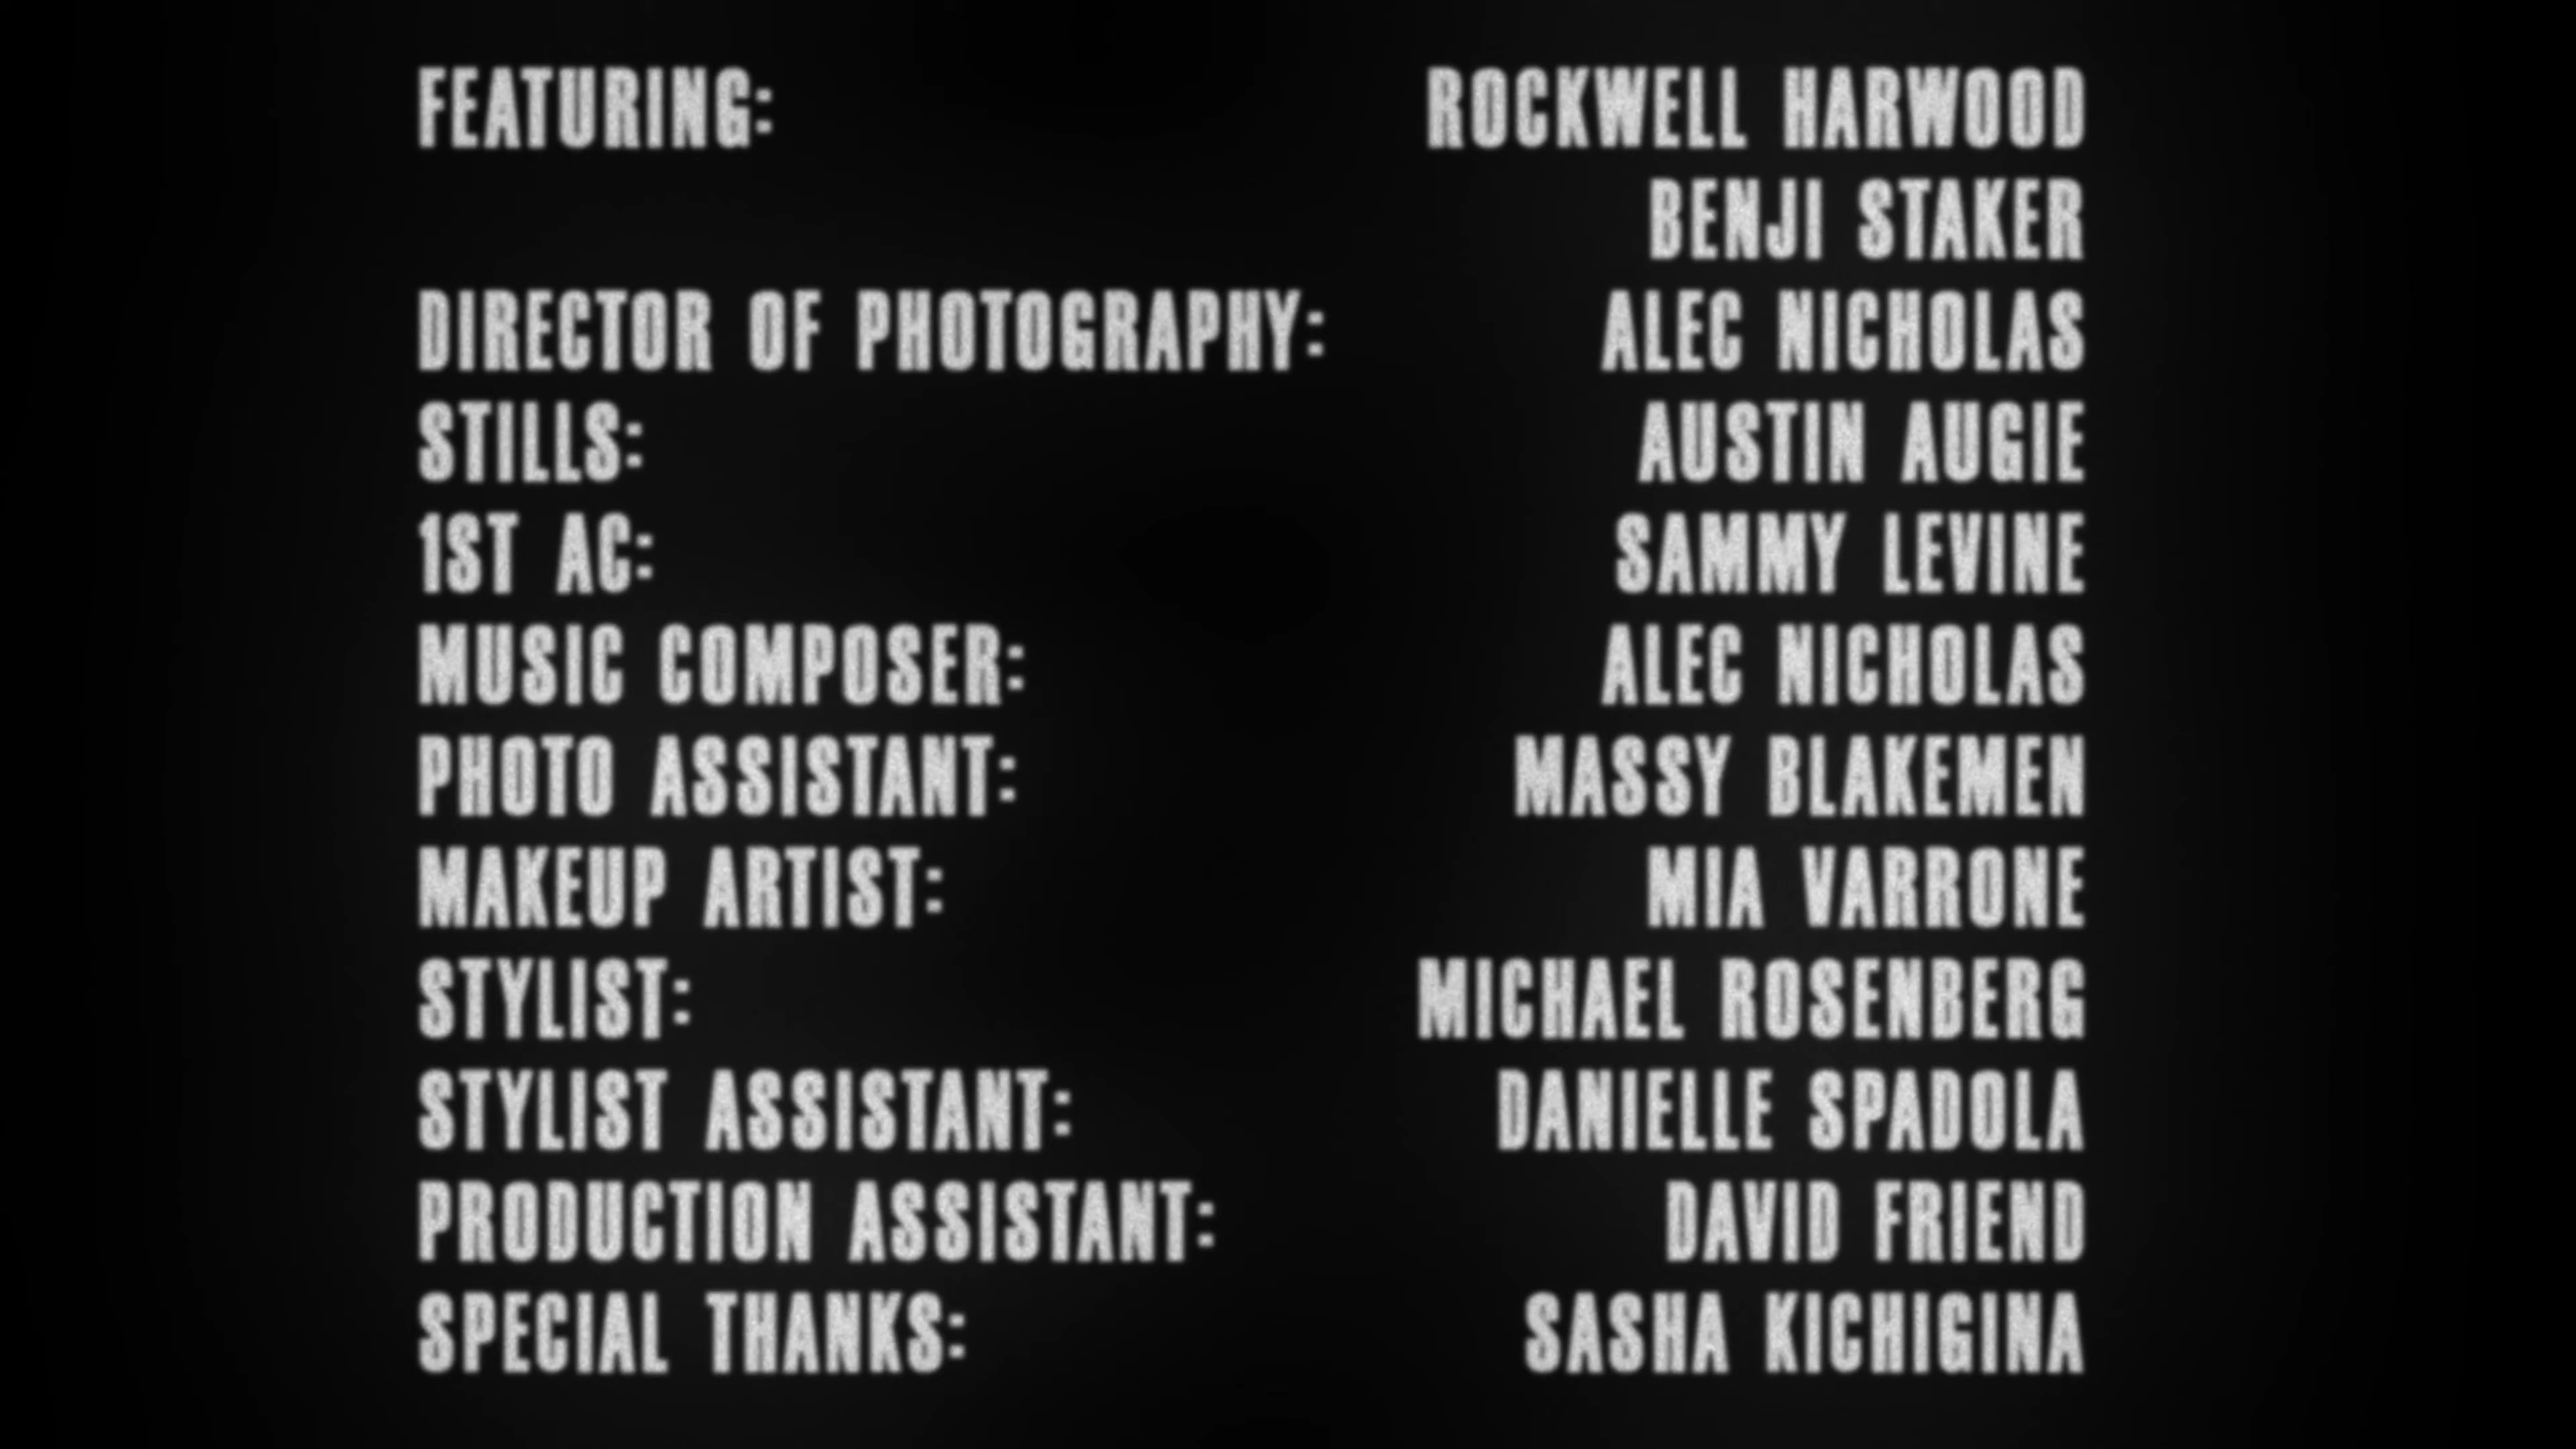 FEATURING: ROCKWELL HARWOOD
BENJI STAKER
DIRECTOR OF PHOTOGRAPHY: ALEC NICHOLAS
STILLS: AUSTIN AUGIE
1ST AC: SAMMY LEVINE
MUSIC COMPOSER: ALEC NICHOLAS
PHOTO ASSISTANT: MASSY BLAKEMEN
MAKEUP ARTIST: MIA VARRONE
STYLIST: MICHAEL ROSENBERG
STYLIST ASSISTANT: DANIELLE SPADOLA
PRODUCTION ASSISTANT: DAVID FRIEND
SPECIAL THANKS: SASHA KICHIGINA